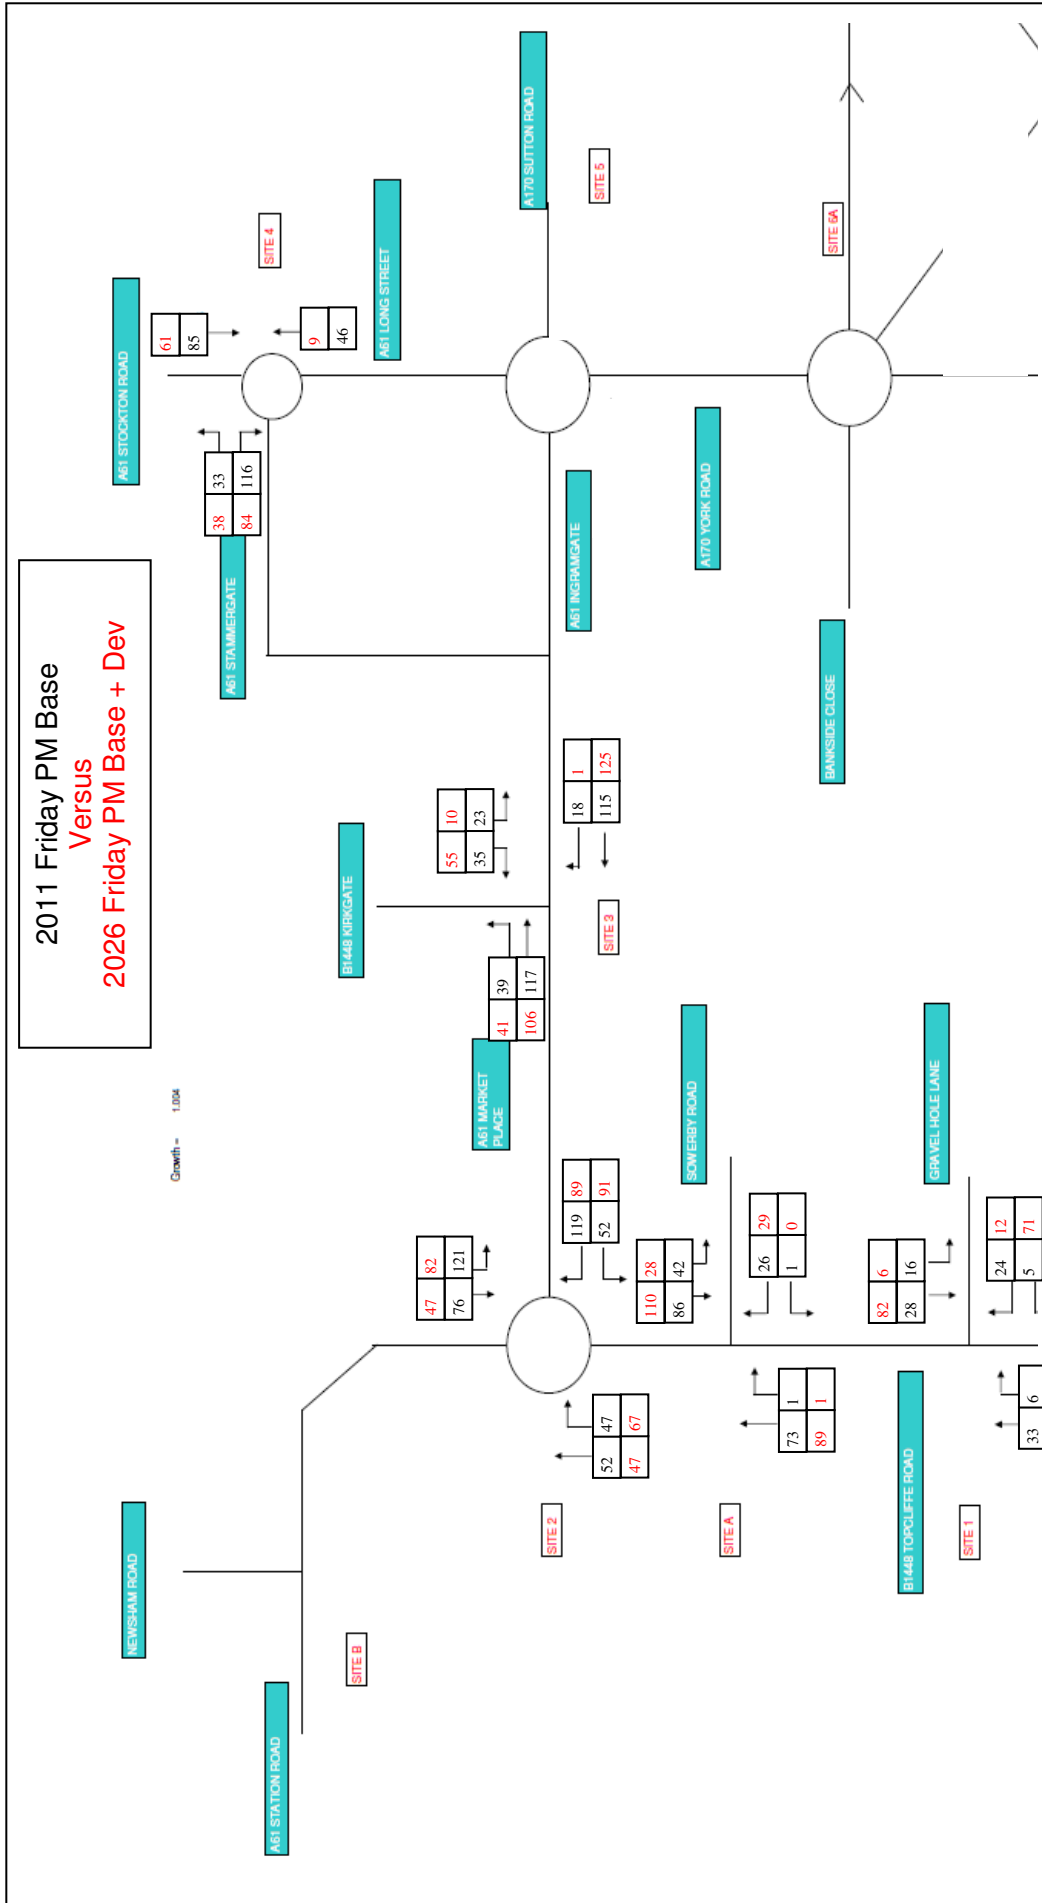 2011 Friday PM Base
Versus
2026 Friday PM Base + Dev
Growth = 1.004
NEWSHAM ROAD
A61 STATION ROAD
SITE B
A61 STOCKTON ROAD
61
85
SITE 4
9
46
A61 LONG STREET
38 33
84 116
A61 STAMMERGATE
A170 SUTTON ROAD
SITE 5
B1448 KIRKGATE
55 10
35 23
A61 INGRAMGATE
18 1
115 125
SITE 3
41 39
106 117
A61 MARKET
PLACE
47 82
76 121
119 89
52 91
52 47
47 67
SITE 2
A170 YORK ROAD
SITE 6A
BANKSIDE CLOSE
SOWERBY ROAD
110 28
86 42
26 29
1 0
73 1
89 1
SITE A
GRAVEL HOLE LANE
82 6
28 16
24 12
5 71
B1448 TOPCLIFFE ROAD
33 6
SITE 1